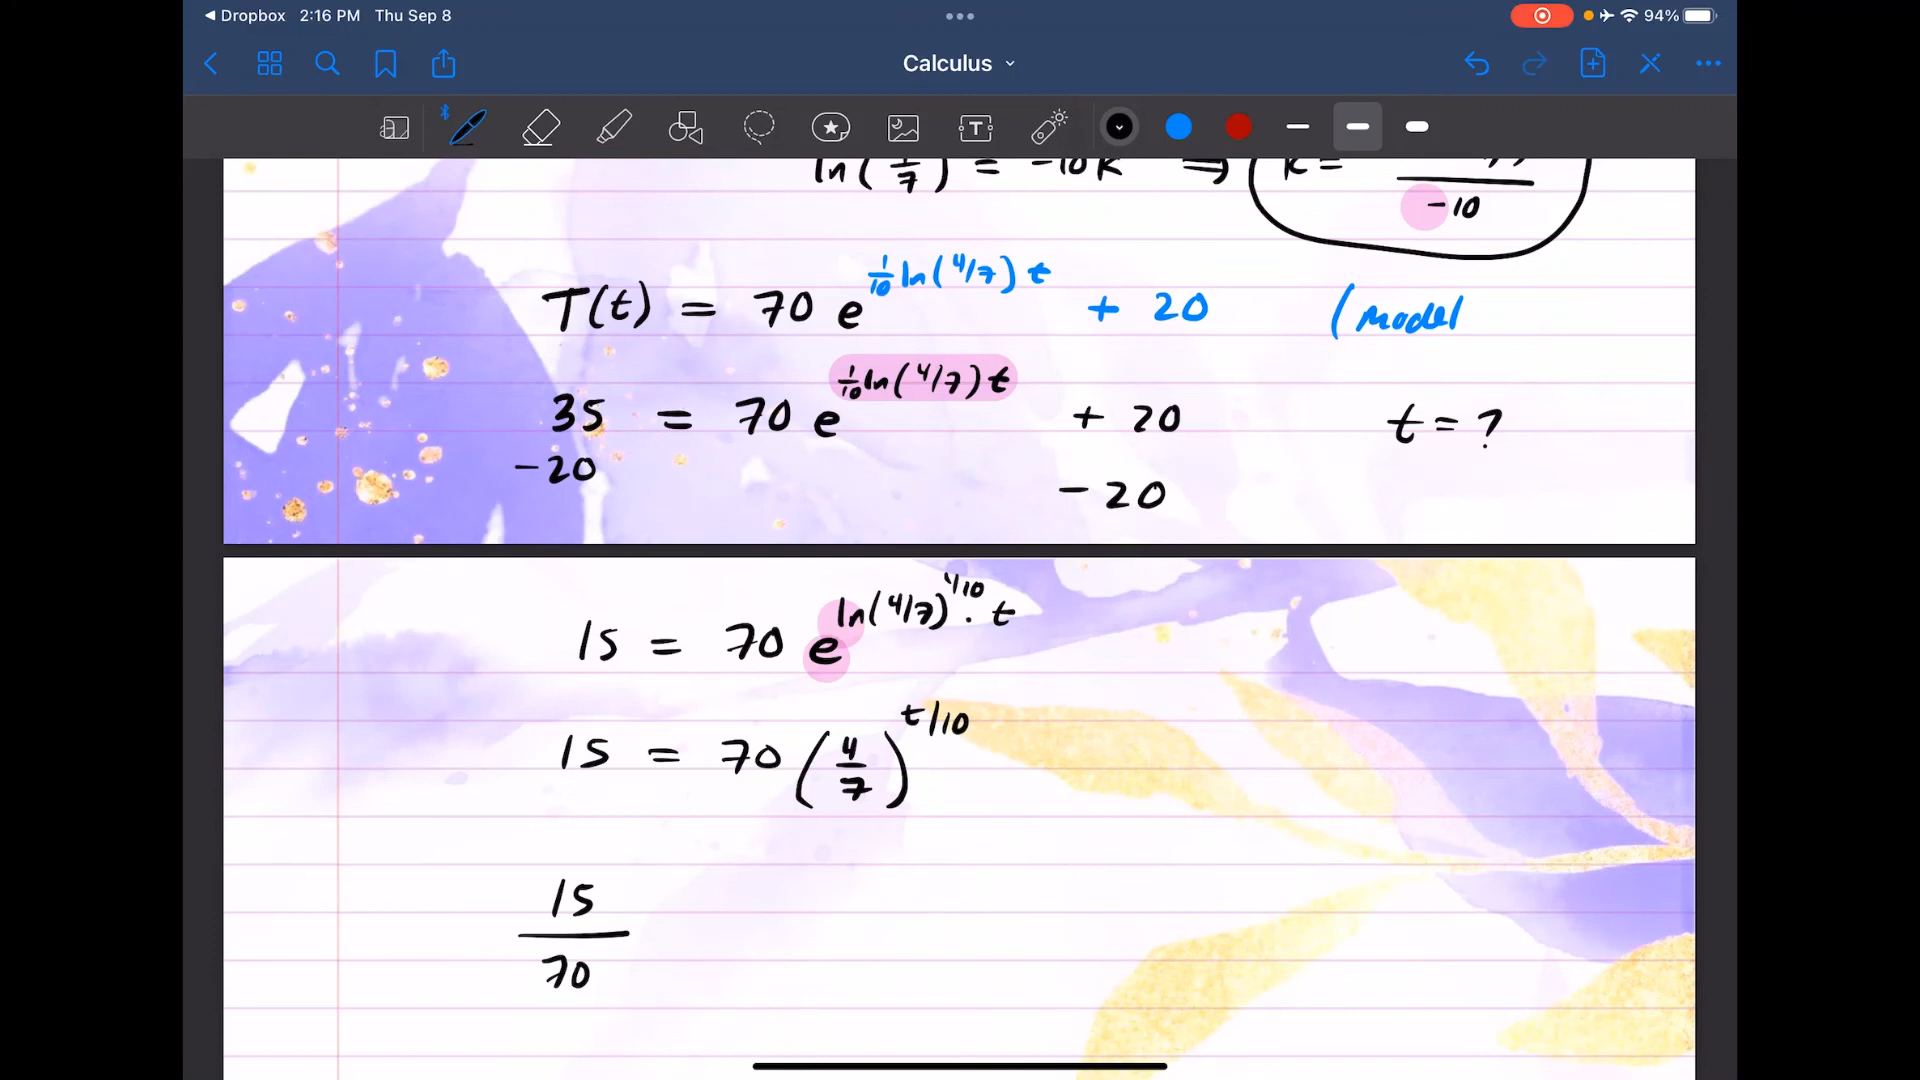 Dropbox 2:16 PM Thu Sep 8
94%
Calculus
T
ln(4/7) = -10k ⇒ k =
-10
T(t) = 70 e^(1/10 ln(4/7) t) + 20 (model
35 = 70 e^(1/10 ln(4/7) t) + 20 t = ?
-20 - 20
15 = 70 e^(ln(4/7)^(1/10) · t)
15 = 70 (4/7)^(t/10)
15
70